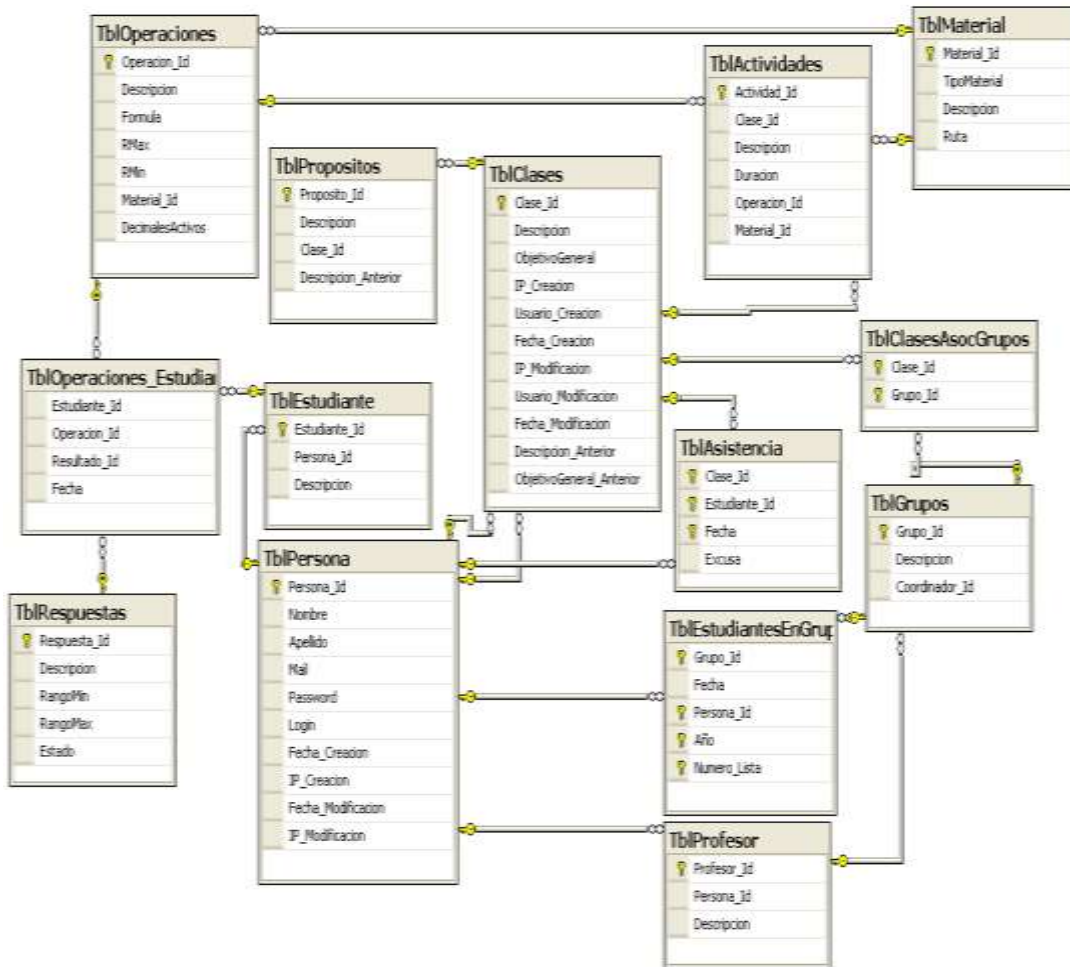 TblOperaciones
Operacion_Id
Descripcion
Formula
RMax
RMin
Material_Id
DecimalesActivos
TblMaterial
Material_Id
TipoMaterial
Descripcion
Ruta
TblActividades
Actividad_Id
Clase_Id
Descripcion
Duracion
Operacion_Id
Material_Id
TblPropositos
Proposito_Id
Descripcion
Clase_Id
Descripcion_Anterior
TblClases
Clase_Id
Descripcion
ObjetivoGeneral
IP_Creacion
Usuario_Creacion
Fecha_Creacion
IP_Modificacion
Usuario_Modificacion
Fecha_Modificacion
Descripcion_Anterior
ObjetivoGeneral_Anterior
TblClasesAsocGrupos
Clase_Id
Grupo_Id
TblOperaciones_Estudia
Estudiante_Id
Operacion_Id
Resultado_Id
Fecha
TblEstudiante
Estudiante_Id
Persona_Id
Descripcion
TblAsistencia
Clase_Id
Estudiante_Id
Fecha
Excusa
TblGrupos
Grupo_Id
Descripcion
Coordinador_Id
TblPersona
Persona_Id
Nombre
Apellido
Mail
Password
Login
Fecha_Creacion
IP_Creacion
Fecha_Modificacion
IP_Modificacion
TblRespuestas
Respuesta_Id
Descripcion
RangoMin
RangoMax
Estado
TblEstudiantesEnGrup
Grupo_Id
Fecha
Persona_Id
Año
Numero_Lista
TblProfesor
Profesor_Id
Persona_Id
Descripcion